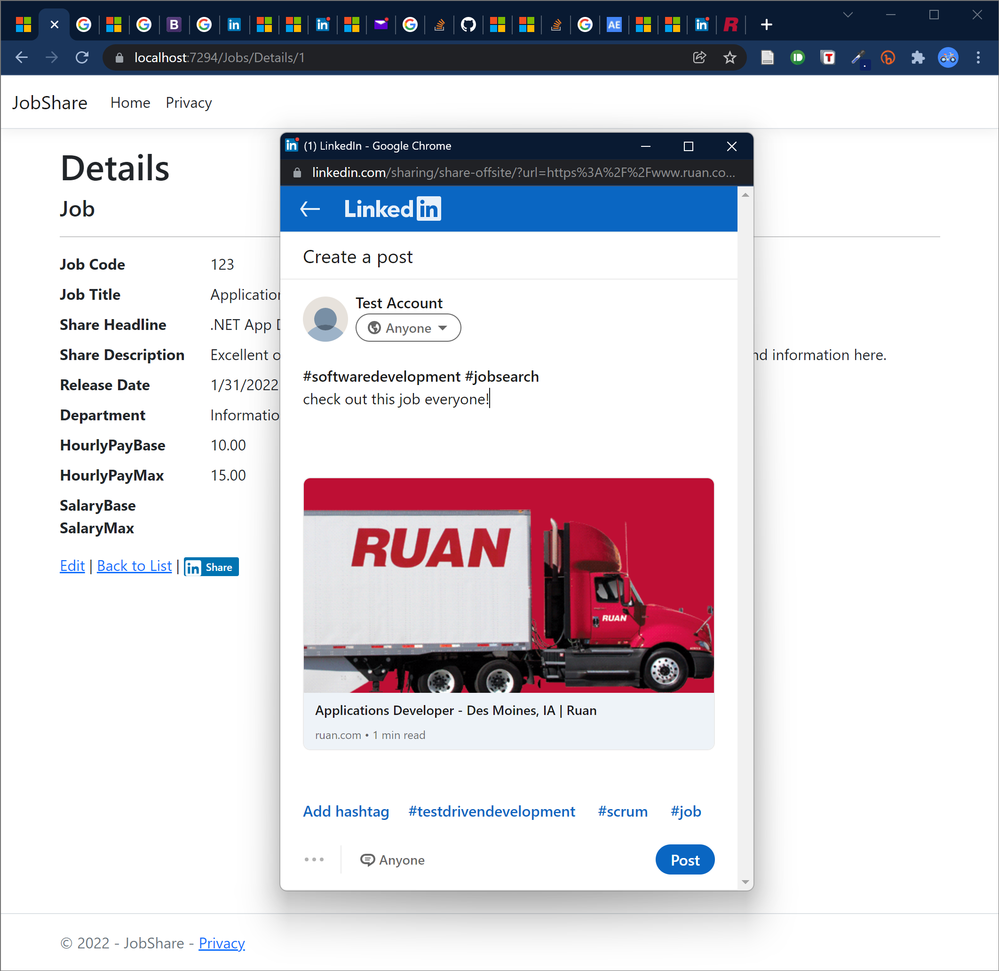 localhost:7294/Jobs/Details/1
JobShare Home Privacy
Details
Job
Job Code 123
Job Title Application
Share Headline .NET App D
Share Description Excellent o
nd information here.
Release Date 1/31/2022
Department Informatio
HourlyPayBase 10.00
HourlyPayMax 15.00
SalaryBase
SalaryMax
Edit | Back to List | in Share
(1) LinkedIn - Google Chrome
linkedin.com/sharing/share-offsite/?url=https%3A%2F%2Fwww.ruan.co...
Linkedin
Create a post
Test Account
Anyone
#softwaredevelopment #jobsearch
check out this job everyone!
RUAN
RUAN
Applications Developer - Des Moines, IA | Ruan
ruan.com • 1 min read
Add hashtag #testdrivendevelopment #scrum #job
Anyone
Post
© 2022 - JobShare - Privacy